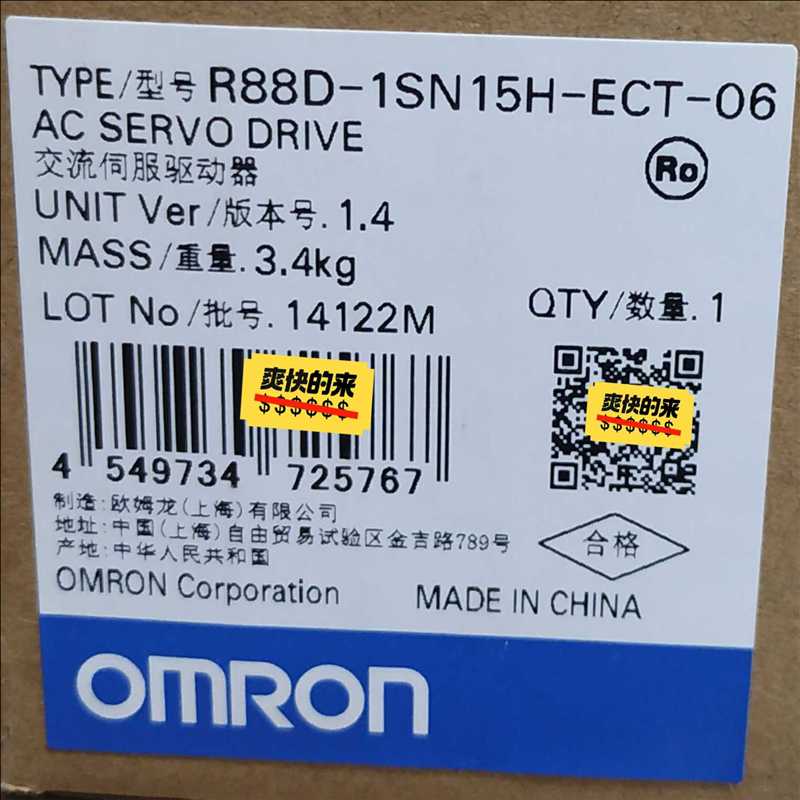 TYPE/型号 R88D-1SN15H-ECT-06
AC SERVO DRIVE
交流伺服驱动器
Ro
UNIT Ver/版本号. 1.4
MASS/重量. 3.4kg
LOT No/批号. 14122M
QTY/数量. 1
爽快的来
$$$$$$
爽快的来
$$$$$$
4 549734 725767
制造:欧姆龙(上海)有限公司
地址:中国(上海)自由贸易试验区金吉路789号
产地:中华人民共和国
合格
OMRON Corporation
MADE IN CHINA
OMRON